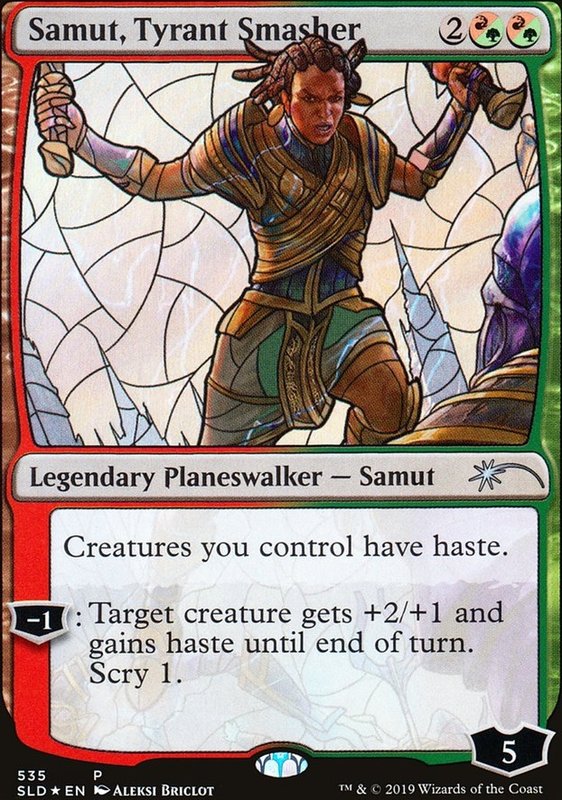 Samut, Tyrant Smasher 2
Legendary Planeswalker — Samut
Creatures you control have haste.
−1: Target creature gets +2/+1 and
gains haste until end of turn.
Scry 1.
5
535 P
SLD ★ EN Aleksi Briclot
™ & © 2019 Wizards of the Coast